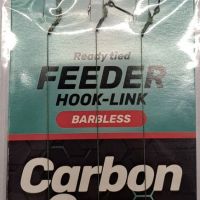 Ready tied
FEEDER
HOOK-LINK
BARBLESS
Carbon